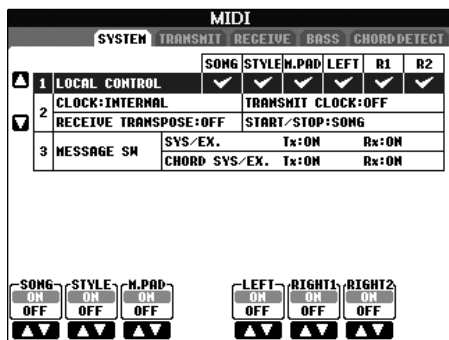 MIDI
SYSTEM TRANSMIT RECEIVE BASS CHORD DETECT
SONG STYLE M.PAD LEFT R1 R2
1 LOCAL CONTROL
2 CLOCK:INTERNAL TRANSMIT CLOCK:OFF
RECEIVE TRANSPOSE:OFF START/STOP:SONG
3 MESSAGE SW SYS/EX. Tx:ON Rx:ON
CHORD SYS/EX. Tx:ON Rx:ON
SONG STYLE M.PAD LEFT RIGHT1 RIGHT2
ON ON ON ON ON ON
OFF OFF OFF OFF OFF OFF